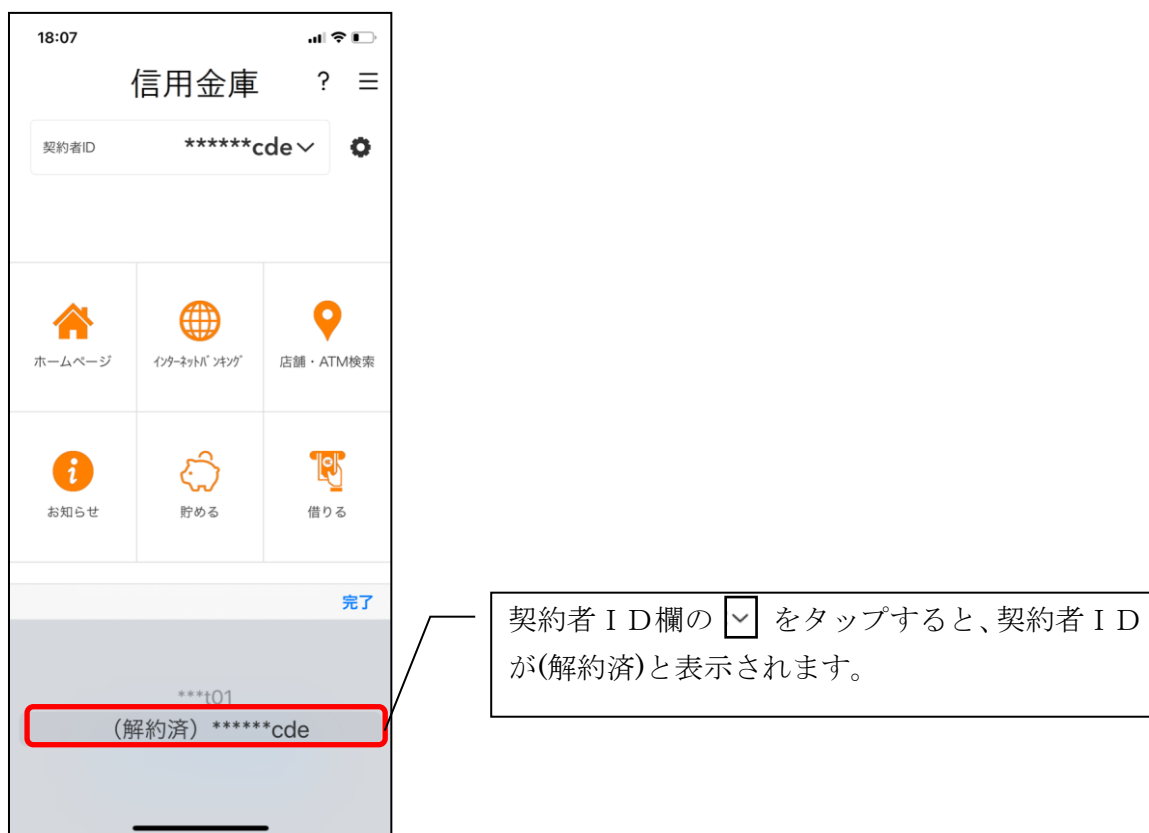 18:07
信用金庫 ?
契約者ID ******cde
ホームページ インターネットバンキング 店舗・ATM検索
お知らせ 貯める 借りる
完了
***t01
（解約済）******cde
契約者ＩＤ欄の をタップすると、契約者ＩＤ
が(解約済)と表示されます。